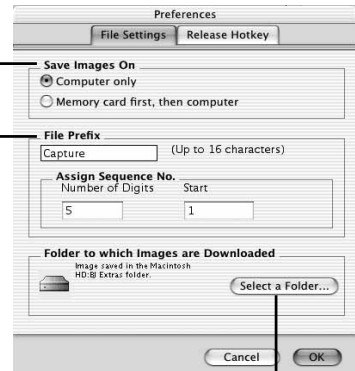 Preferences
File Settings Release Hotkey
Save Images On
Computer only
Memory card first, then computer
File Prefix
Capture (Up to 16 characters)
Assign Sequence No.
Number of Digits Start
5 1
Folder to which Images are Downloaded
Image saved in the Macintosh
HD:BJ Extras folder.
Select a Folder...
Cancel OK